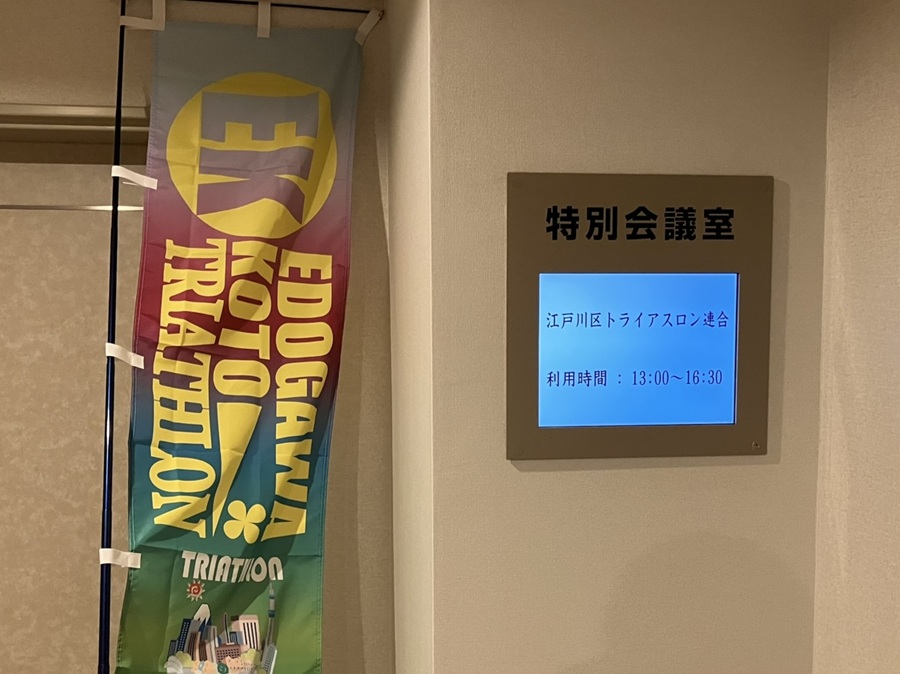 EK
EDOGAWA
KOTO
TRIATHLON
TRIATHLON
特別会議室
江戸川区トライアスロン連合
利用時間 : 13:00～16:30